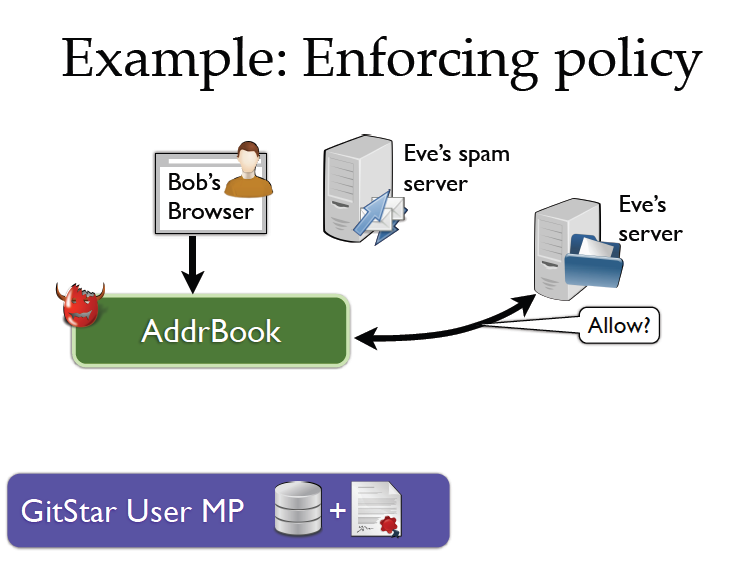 Example: Enforcing policy
Bob's
Browser
Eve's spam
server
Eve's
server
AddrBook
Allow?
GitStar User MP
+